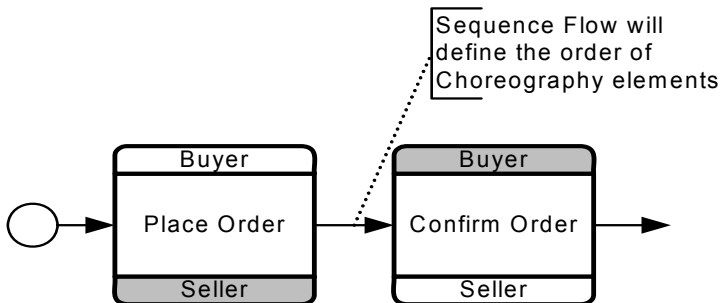 Sequence Flow will
define the order of
Choreography elements
Buyer
Place Order
Seller
Buyer
Confirm Order
Seller